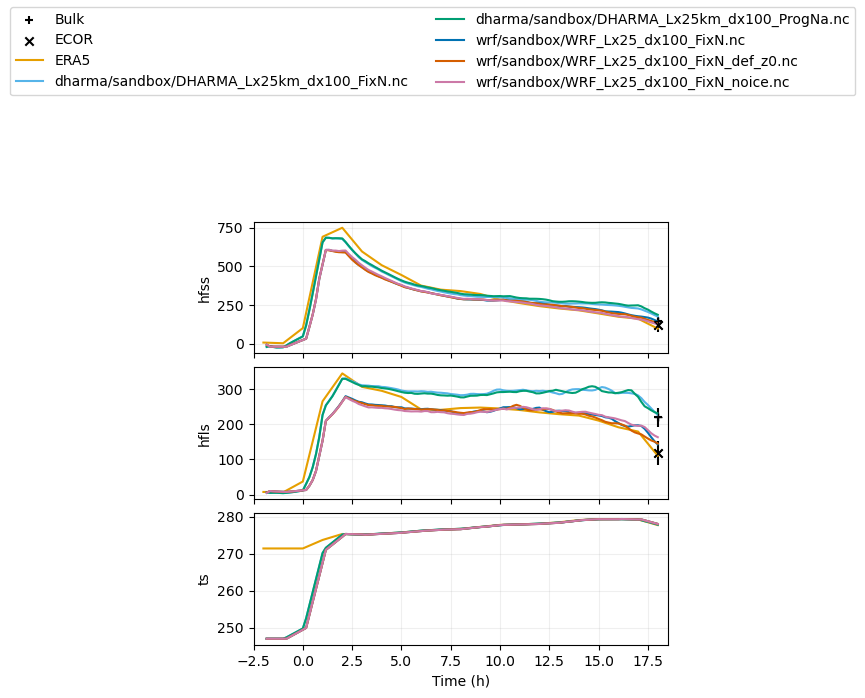 Bulk
ECOR
ERA5
dharma/sandbox/DHARMA_Lx25km_dx100_FixN.nc
dharma/sandbox/DHARMA_Lx25km_dx100_ProgNa.nc
wrf/sandbox/WRF_Lx25_dx100_FixN.nc
wrf/sandbox/WRF_Lx25_dx100_FixN_def_z0.nc
wrf/sandbox/WRF_Lx25_dx100_FixN_noice.nc
750
500
250
0
hfss
300
200
100
0
hfls
280
270
260
250
ts
−2.5 0.0 2.5 5.0 7.5 10.0 12.5 15.0 17.5
Time (h)